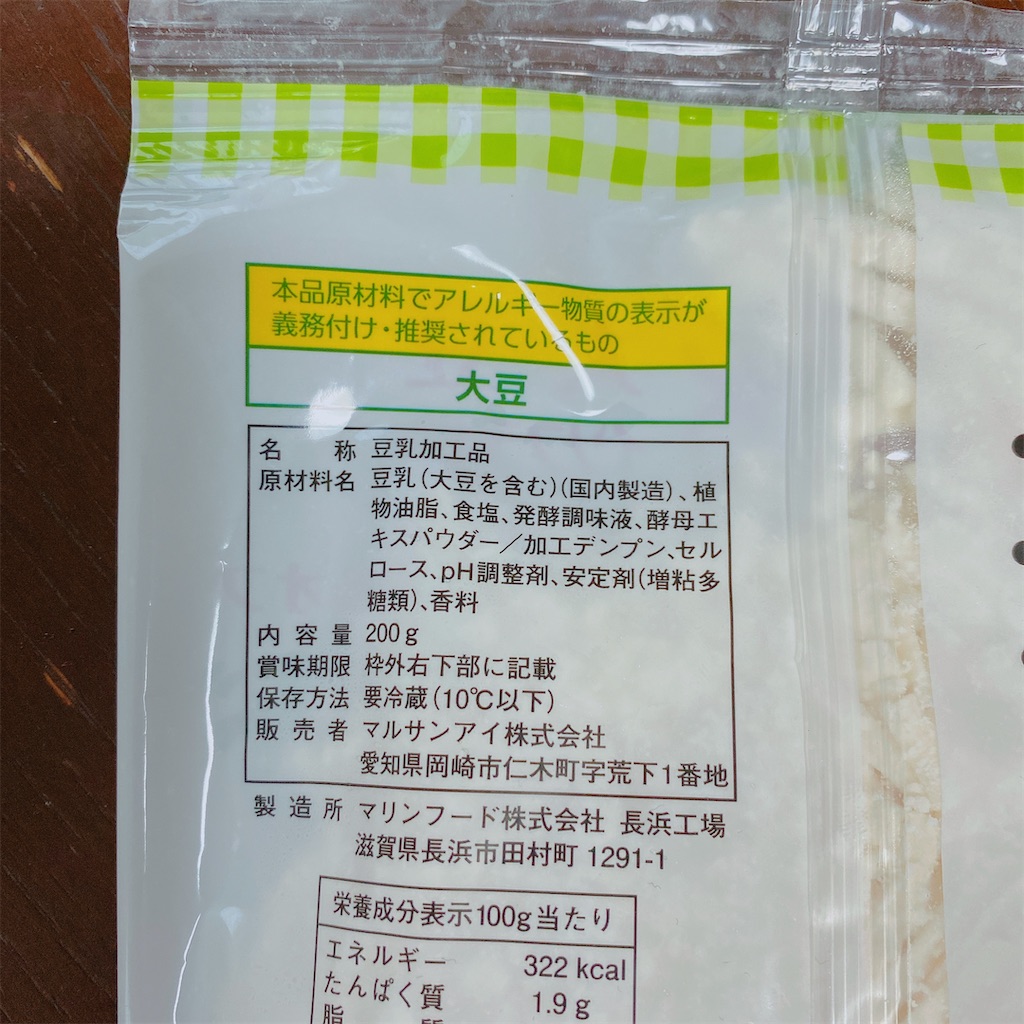 本品原材料でアレルギー物質の表示が
義務付け・推奨されているもの
大豆
名称 豆乳加工品
原材料名 豆乳(大豆を含む)(国内製造)、植
物油脂、食塩、発酵調味液、酵母エ
キスパウダー／加工デンプン、セル
ロース、pH調整剤、安定剤(増粘多
糖類)、香料
内容量 200g
賞味期限 枠外右下部に記載
保存方法 要冷蔵(10℃以下)
販売者 マルサンアイ株式会社
愛知県岡崎市仁木町字荒下1番地
製造所 マリンフード株式会社 長浜工場
滋賀県長浜市田村町 1291-1
栄養成分表示100g当たり
エネルギー 322 kcal
たんぱく質 1.9 g
脂質